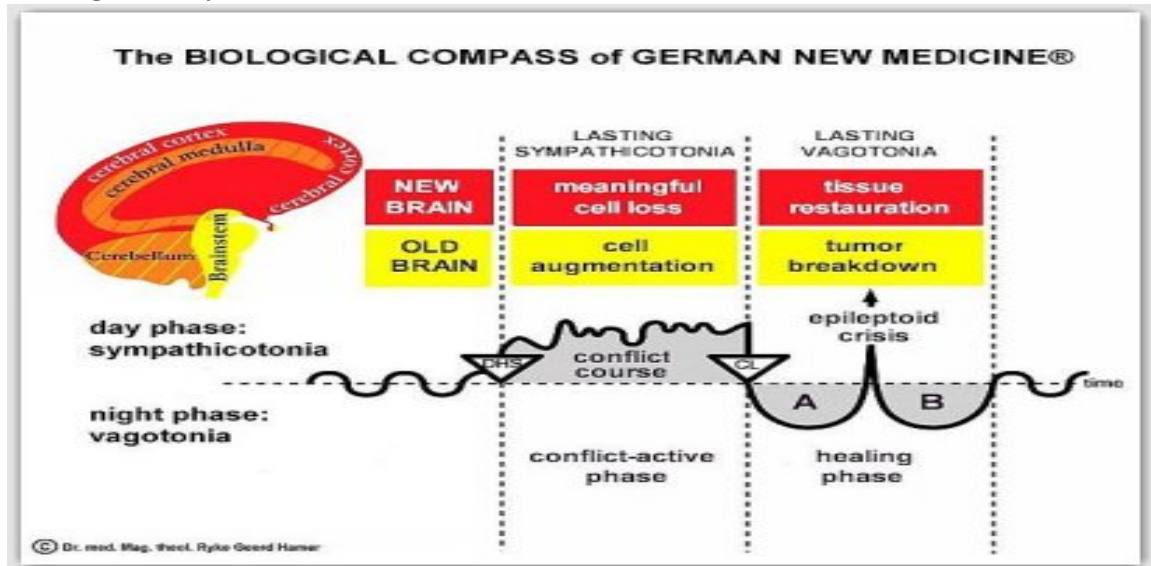 The BIOLOGICAL COMPASS of GERMAN NEW MEDICINE®
LASTING
SYMPATHICOTONIA
LASTING
VAGOTONIA
cerebral cortex
cerebral medulla
cerebral cortex
Cerebellum
Brainstem
NEW
BRAIN
meaningful
cell loss
tissue
restauration
OLD
BRAIN
cell
augmentation
tumor
breakdown
day phase:
sympathicotonia
epileptoid
crisis
DHS
conflict
course
CL
time
A
B
night phase:
vagotonia
conflict-active
phase
healing
phase
© Dr. med. Mag. theol. Ryke Geerd Hamer